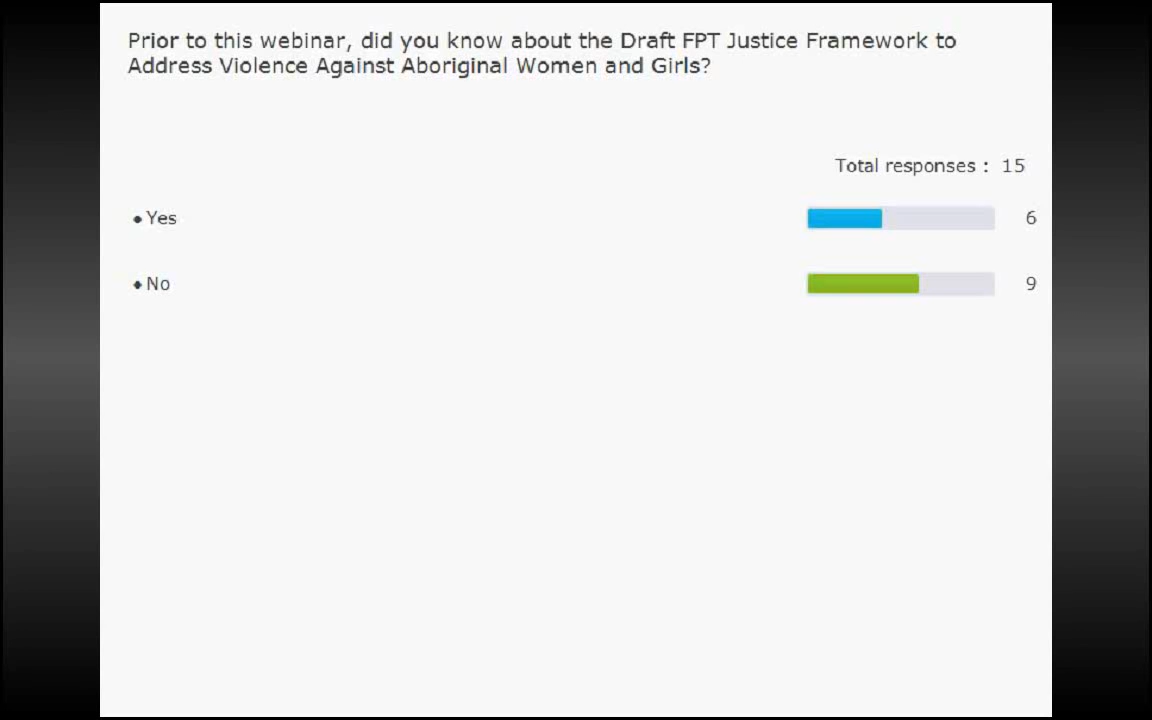 Prior to this webinar, did you know about the Draft FPT Justice Framework to
Address Violence Against Aboriginal Women and Girls?
Total responses : 15
• Yes 6
• No 9